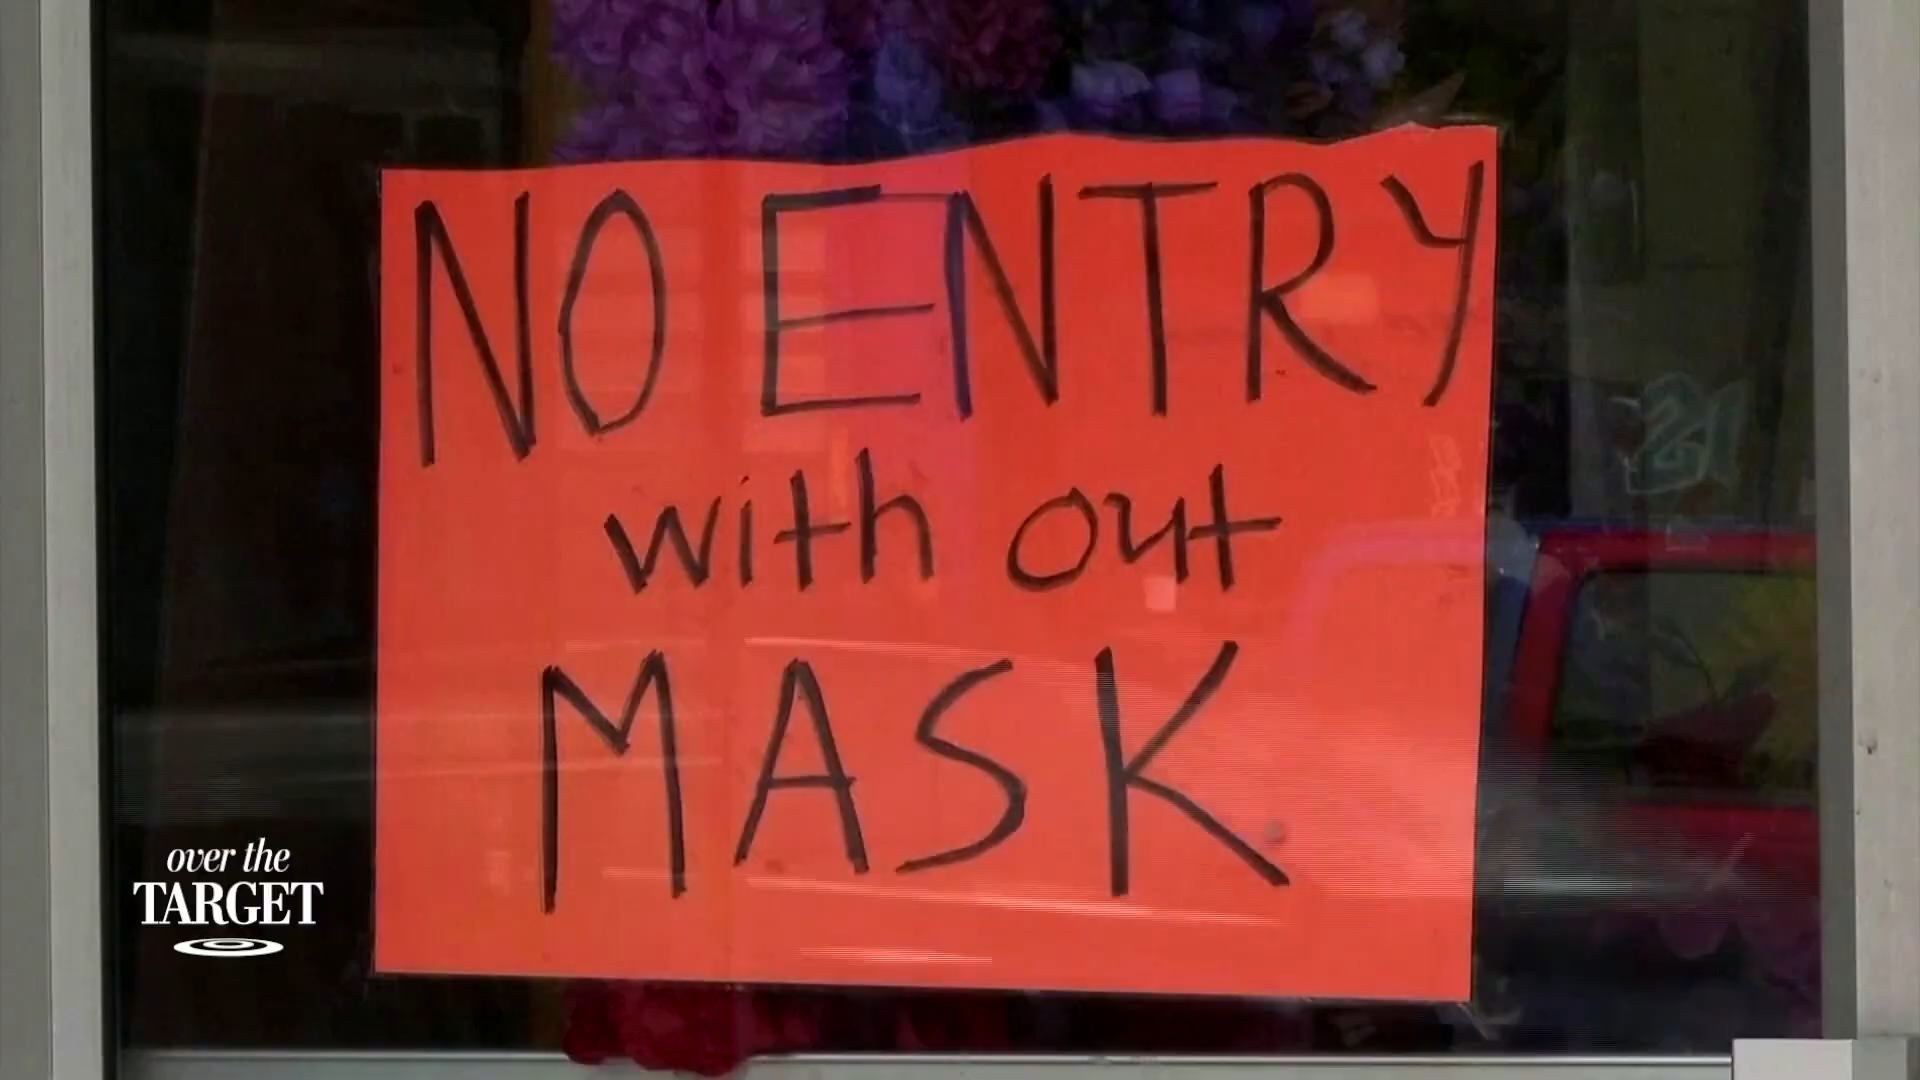 NO ENTRY
with out
MASK
over the
TARGET